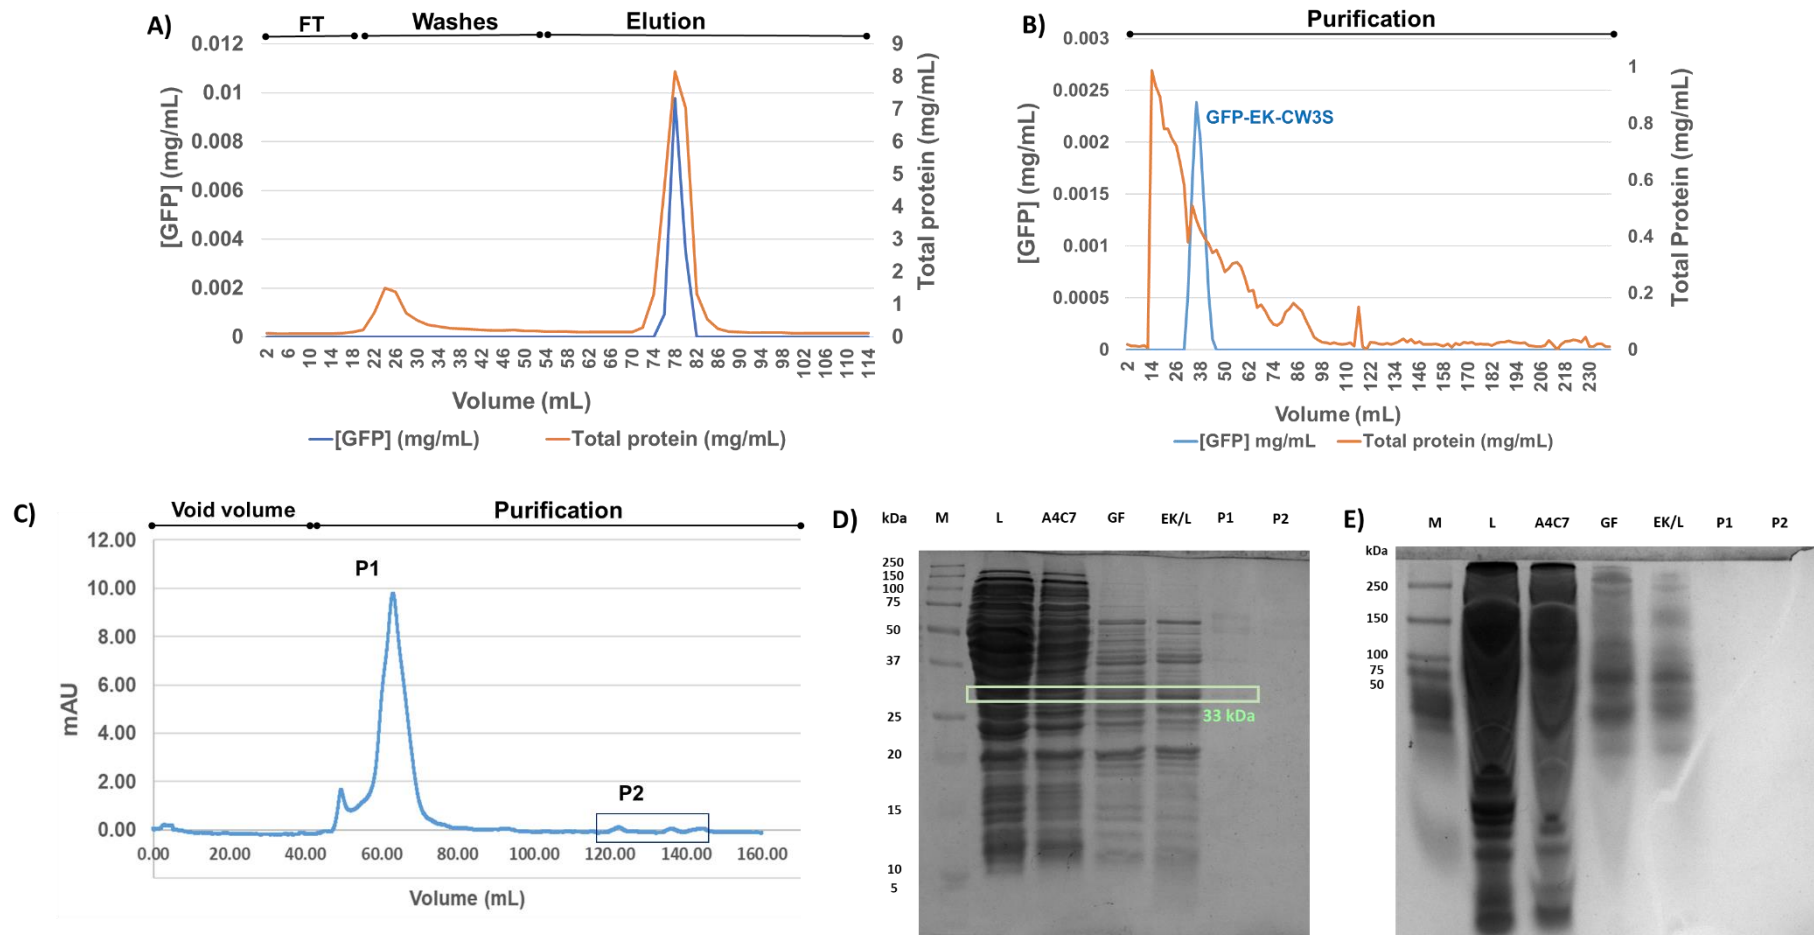 A)
FT Washes Elution
0.012
0.01
0.008
0.006
0.004
0.002
0
[GFP] (mg/mL)
9
8
7
6
5
4
3
2
1
0
Total protein (mg/mL)
2 6 10 14 18 22 26 30 34 38 42 46 50 54 58 62 66 70 74 78 82 86 90 94 98 102 106 110 114
Volume (mL)
[GFP] (mg/mL) Total protein (mg/mL)
B)
Purification
0.003
0.0025
0.002
0.0015
0.001
0.0005
0
[GFP] (mg/mL)
GFP-EK-CW3S
1
0.8
0.6
0.4
0.2
0
Total Protein (mg/mL)
2 14 26 38 50 62 74 86 98 110 122 134 146 158 170 182 194 206 218 230
Volume (mL)
[GFP] mg/mL Total protein (mg/mL)
C)
Void volume Purification
12.00
10.00
8.00
6.00
4.00
2.00
0.00
mAU
P1
P2
0.00 20.00 40.00 60.00 80.00 100.00 120.00 140.00 160.00
Volume (mL)
D)
kDa M L A4C7 GF EK/L P1 P2
250
150
100
75
50
37
25
20
15
10
5
33 kDa
E)
M L A4C7 GF EK/L P1 P2
kDa
250
150
100
75
50